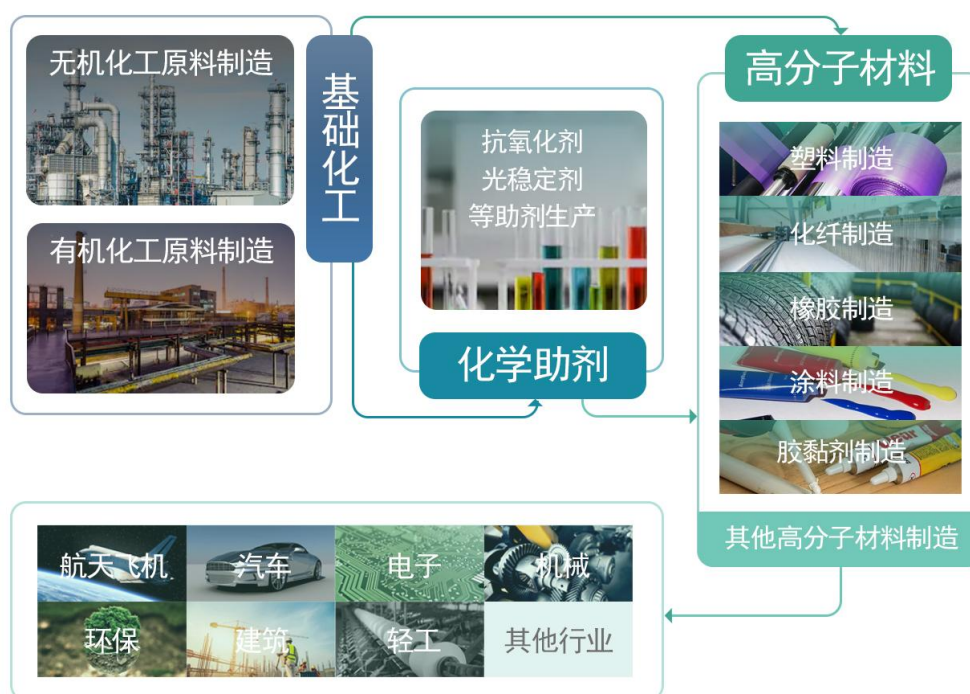 无机化工原料制造
有机化工原料制造
基础化工
抗氧化剂
光稳定剂
等助剂生产
化学助剂
高分子材料
塑料制造
化纤制造
橡胶制造
涂料制造
胶黏剂制造
其他高分子材料制造
航天飞机
汽车
电子
机械
环保
建筑
轻工
其他行业